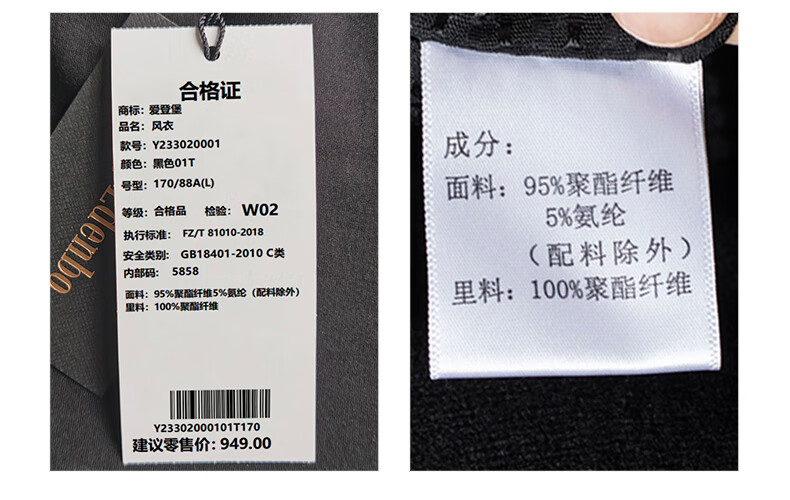 合格证
商标：爱登堡
品名：风衣
款号：Y233020001
颜色：黑色01T
号型：170/88A(L)
等级：合格品 检验：W02
执行标准： FZ/T 81010-2018
安全类别： GB18401-2010 C类
内部码： 5858
面料：95%聚酯纤维5%氨纶（配料除外）
里料：100%聚酯纤维
Y23302000101T170
建议零售价：949.00
denbo
成分：
面料：95%聚酯纤维
5%氨纶
（配料除外）
里料：100%聚酯纤维